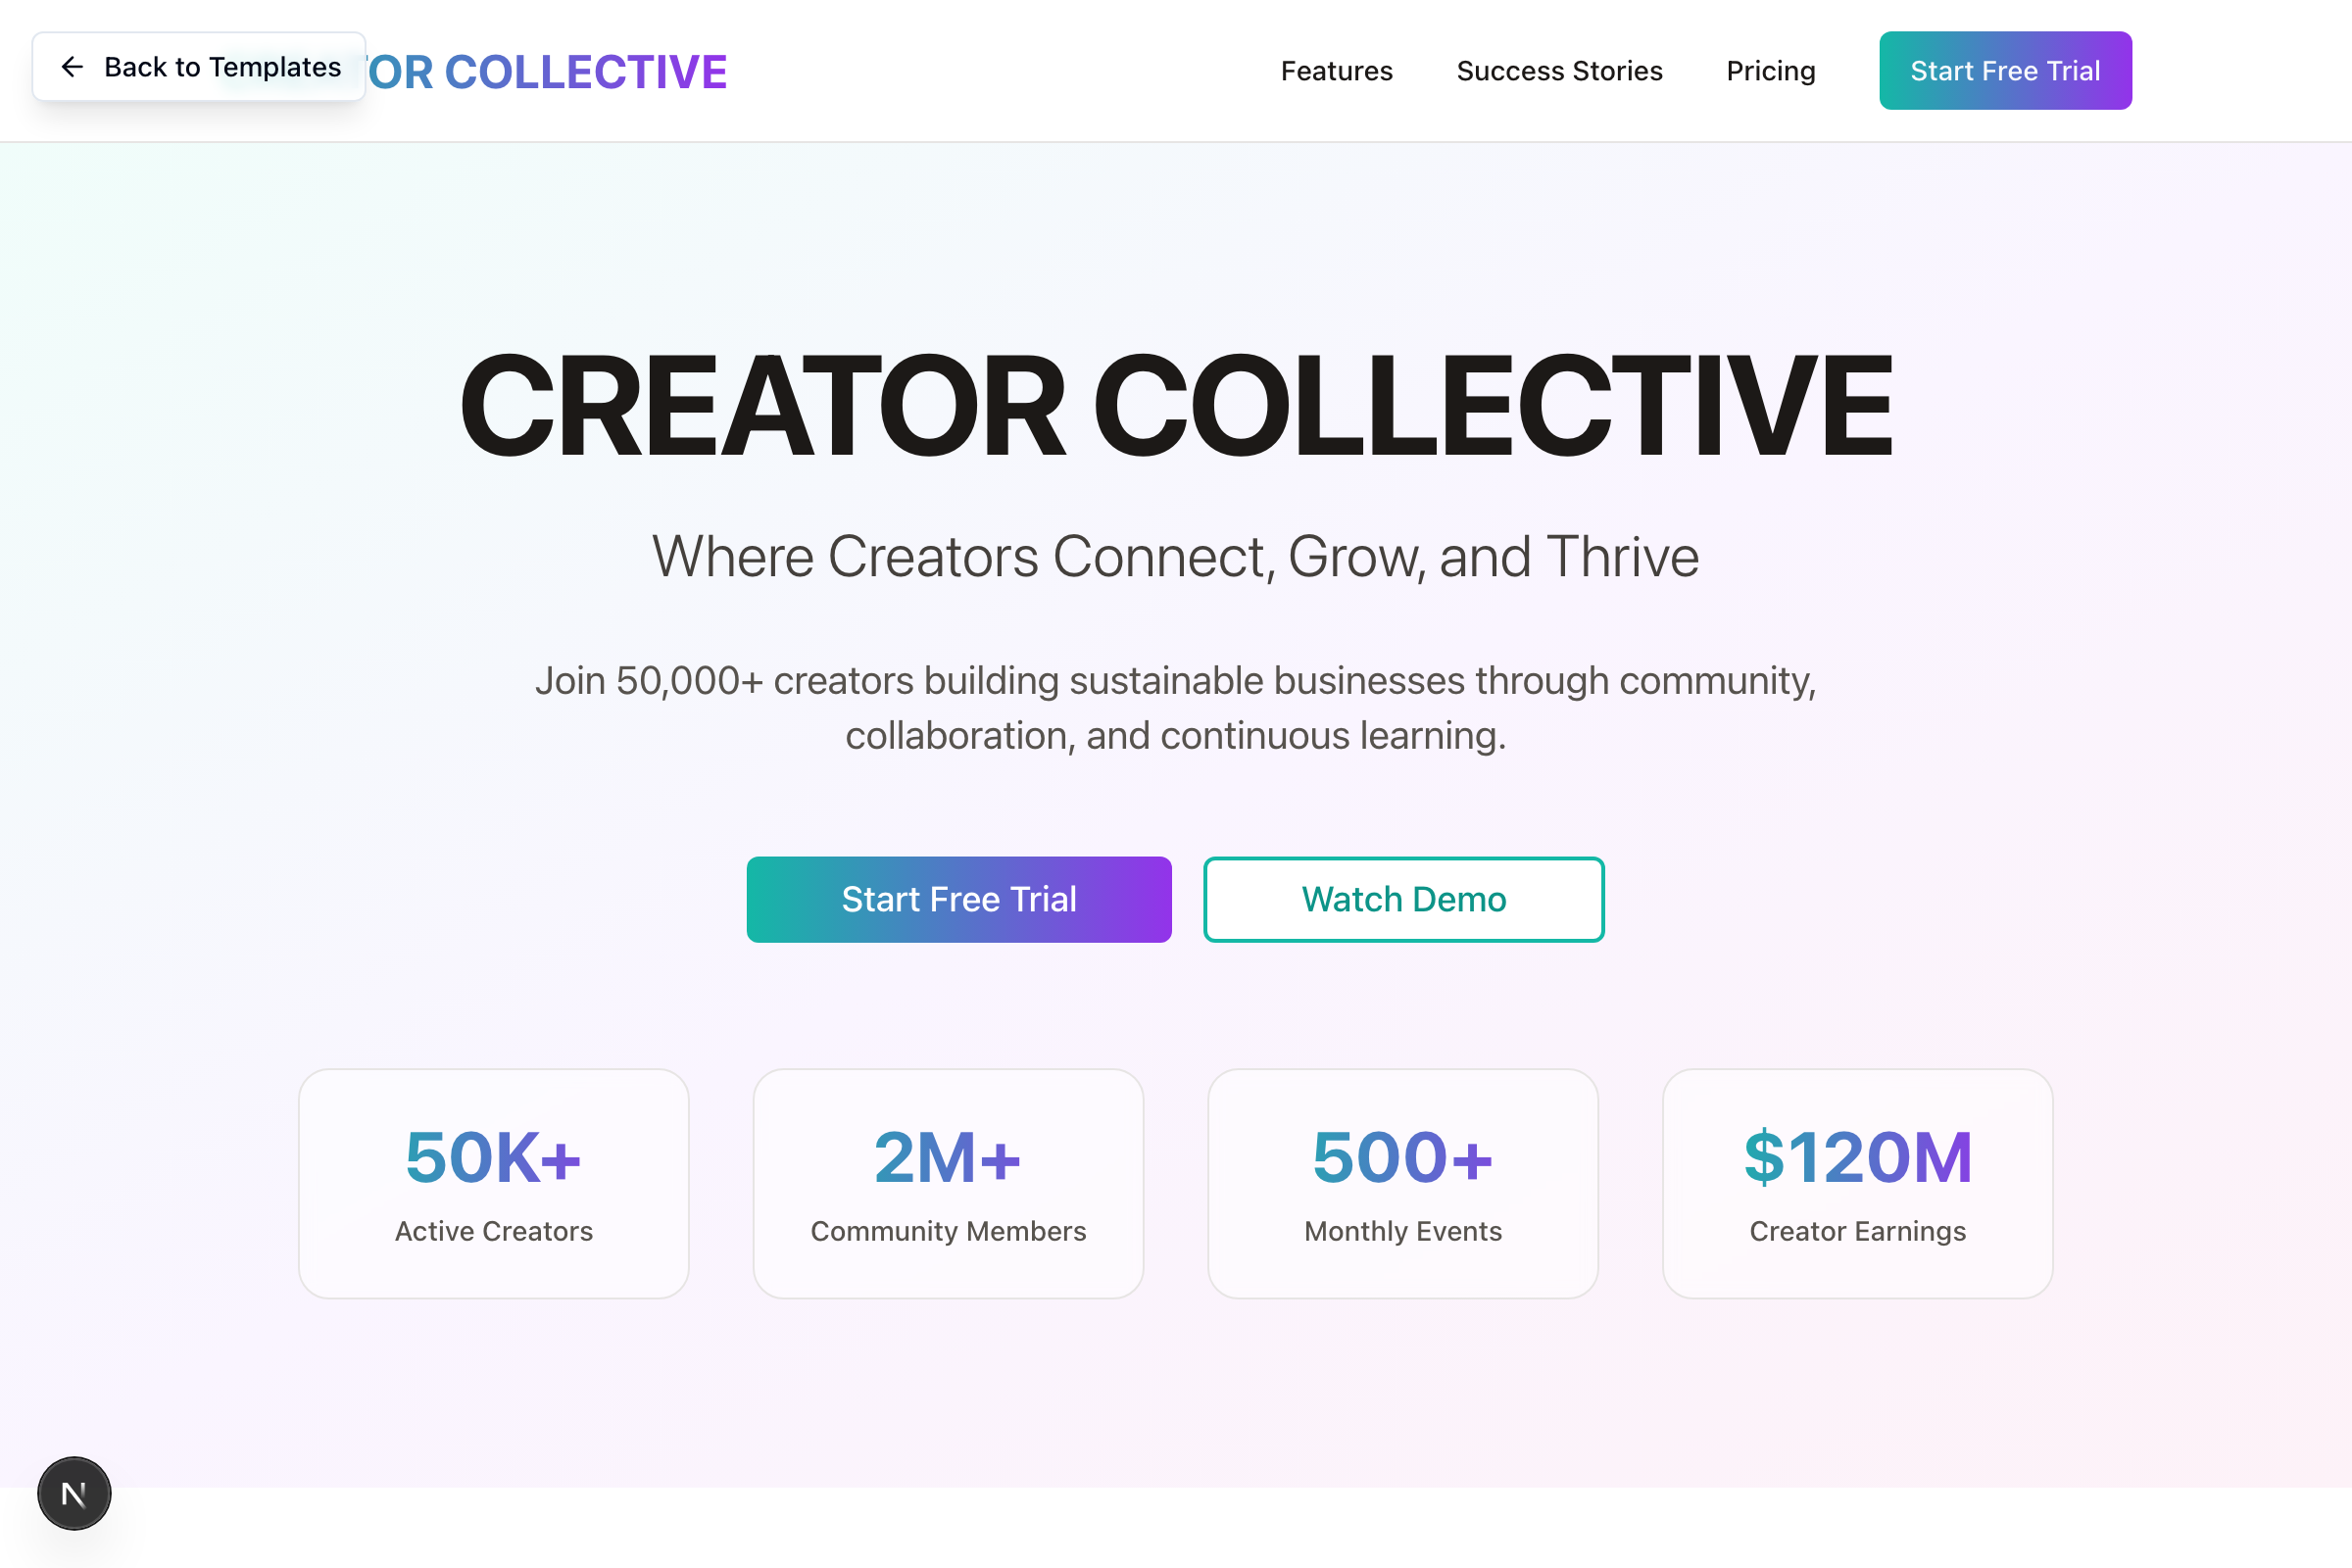 Back to Templates
TOR COLLECTIVE
Features
Success Stories
Pricing
Start Free Trial
CREATOR COLLECTIVE
Where Creators Connect, Grow, and Thrive
Join 50,000+ creators building sustainable businesses through community,
collaboration, and continuous learning.
Start Free Trial
Watch Demo
50K+
Active Creators
2M+
Community Members
500+
Monthly Events
$120M
Creator Earnings
N